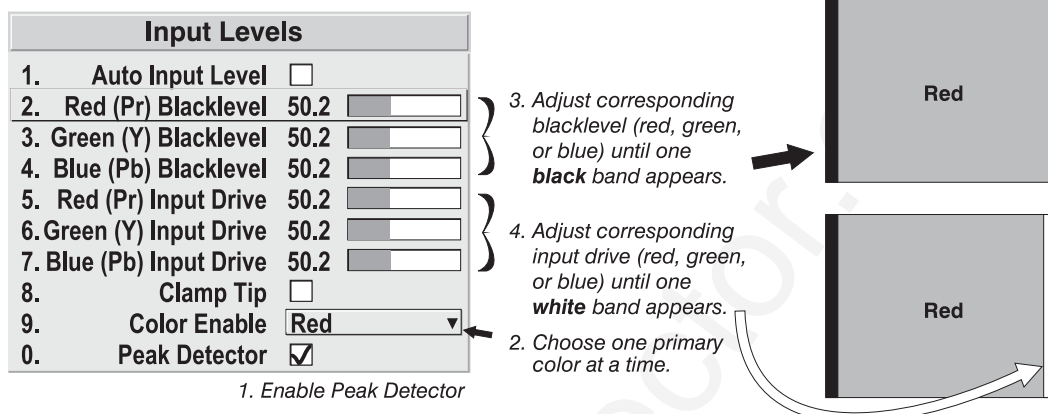 Input Levels
1. Auto Input Level
2. Red (Pr) Blacklevel 50.2
3. Green (Y) Blacklevel 50.2
4. Blue (Pb) Blacklevel 50.2
5. Red (Pr) Input Drive 50.2
6. Green (Y) Input Drive 50.2
7. Blue (Pb) Input Drive 50.2
8. Clamp Tip
9. Color Enable Red
0. Peak Detector
1. Enable Peak Detector
3. Adjust corresponding
blacklevel (red, green,
or blue) until one
black band appears.
4. Adjust corresponding
input drive (red, green,
or blue) until one
white band appears.
2. Choose one primary
color at a time.
Red
Red